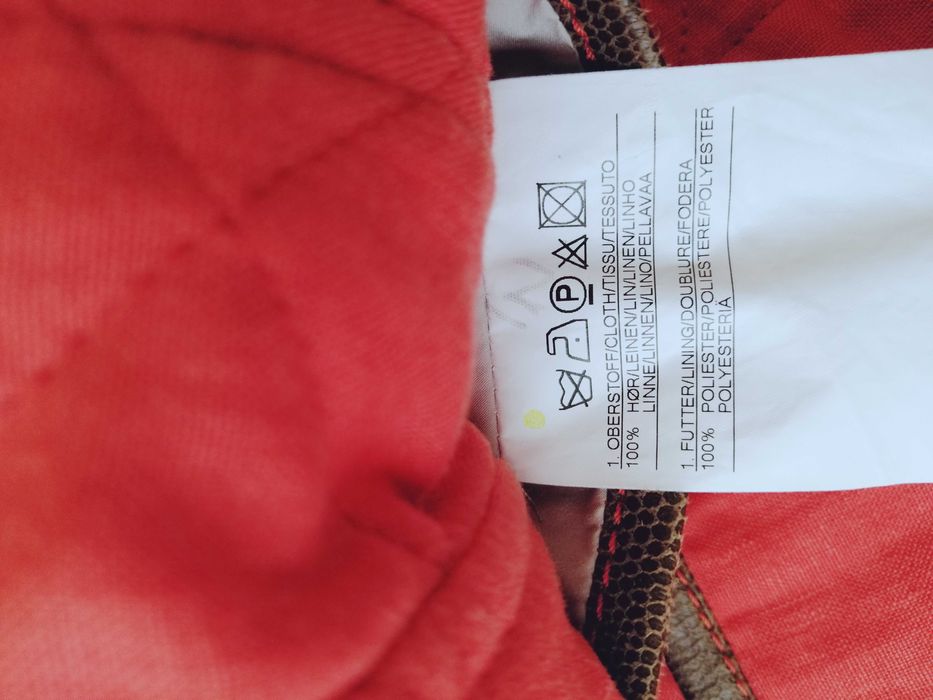 P
1. OBERSTOFF/CLOTH/TISSU/TESSUTO
100% HØR/LEINEN/LIN/LINEN/LINHO
LINNE/LINNEN/LINO/PELLAVAA
1. FUTTER/LINING/DOUBLURE/FODERA
100% POLIESTER/POLIESTERE/POLYESTER
POLYESTERIÄ